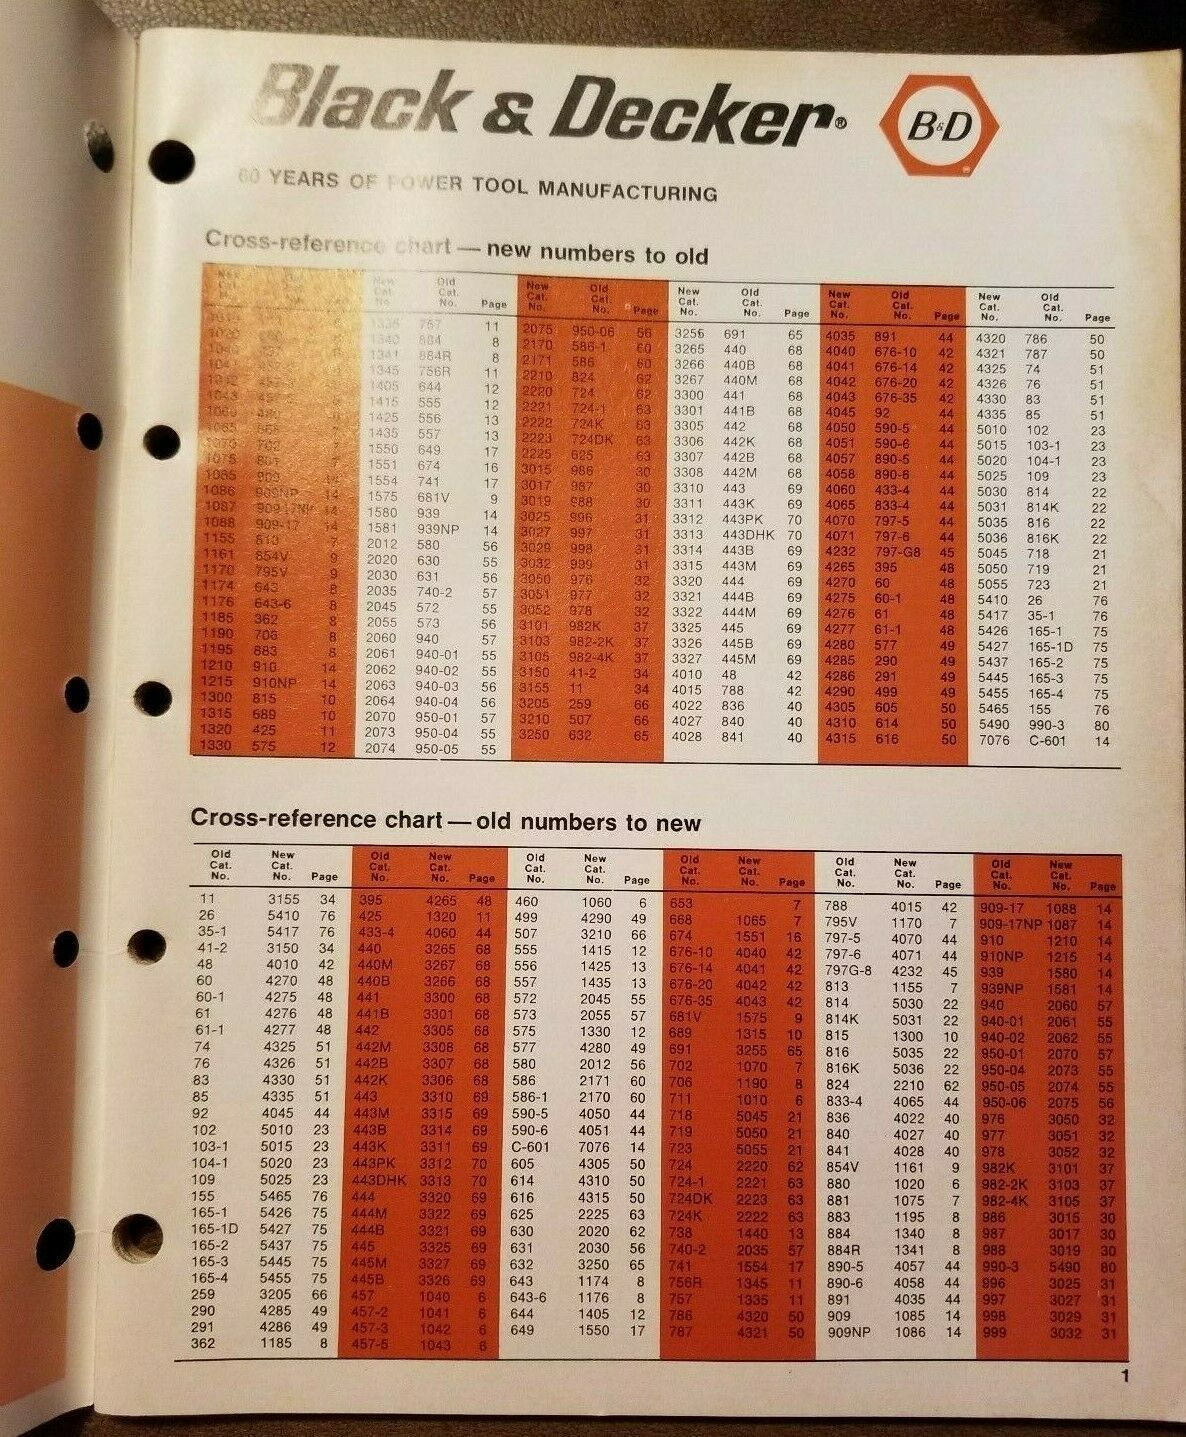 Black & Decker®
B&D
60 YEARS OF POWER TOOL MANUFACTURING
Cross-reference chart — new numbers to old
1065 668
1085 909 14
1086 909NP 14
1087 909-17NP 14
1088 909-17 14
1155 813 7
1161 854V 9
1170 795V 9
1174 643 8
1176 643-6 8
1185 362 8
1190 706 8
1195 883 8
1210 910 14
1215 910NP 14
1300 815 10
1315 689 10
1320 425 11
1330 575 12
New Cat. No. Old Cat. No. Page
1335 757 11
1340 884 8
1341 884R 8
1345 756R 11
1405 644 12
1415 555 12
1425 556 13
1435 557 13
1550 649 17
1551 674 16
1554 741 17
1575 681V 9
1580 939 14
1581 939NP 14
2012 580 56
2020 630 55
2030 631 56
2035 740-2 57
2045 572 55
2055 573 56
2060 940 57
2061 940-01 55
2062 940-02 55
2063 940-03 56
2064 940-04 56
2070 950-01 57
2073 950-04 55
2074 950-05 55
New Cat. No. Old Cat. No. Page
2075 950-06 56
2170 586-1 60
2171 586 60
2210 824 62
2220 724 62
2221 724-1 63
2222 724K 63
2223 724DK 63
2225 625 63
3015 986 30
3017 987 30
3019 988 30
3025 996 31
3027 997 31
3029 998 31
3032 999 31
3050 976 32
3051 977 32
3052 978 32
3101 982K 37
3103 982-2K 37
3105 982-4K 37
3150 41-2 34
3155 11 34
3205 259 66
3210 507 66
3250 632 65
New Cat. No. Old Cat. No. Page
3256 691 65
3265 440 68
3266 440B 68
3267 440M 68
3300 441 68
3301 441B 68
3305 442 68
3306 442K 68
3307 442B 68
3308 442M 68
3310 443 69
3311 443K 69
3312 443PK 70
3313 443DHK 70
3314 443B 69
3315 443M 69
3320 444 69
3321 444B 69
3322 444M 69
3325 445 69
3326 445B 69
3327 445M 69
4010 48 42
4015 788 42
4022 836 40
4027 840 40
4028 841 40
New Cat. No. Old Cat. No. Page
4035 891 44
4040 676-10 42
4041 676-14 42
4042 676-20 42
4043 676-35 42
4045 92 44
4050 590-5 44
4051 590-6 44
4057 890-5 44
4058 890-6 44
4060 433-4 44
4065 833-4 44
4070 797-5 44
4071 797-6 44
4232 797-G8 45
4265 395 48
4270 60 48
4275 60-1 48
4276 61 48
4277 61-1 48
4280 577 49
4285 290 49
4286 291 49
4290 499 49
4305 605 50
4310 614 50
4315 616 50
New Cat. No. Old Cat. No. Page
4320 786 50
4321 787 50
4325 74 51
4326 76 51
4330 83 51
4335 85 51
5010 102 23
5015 103-1 23
5020 104-1 23
5025 109 23
5030 814 22
5031 814K 22
5035 816 22
5036 816K 22
5045 718 21
5050 719 21
5055 723 21
5410 26 76
5417 35-1 76
5426 165-1 75
5427 165-1D 75
5437 165-2 75
5445 165-3 75
5455 165-4 75
5465 155 76
5490 990-3 80
7076 C-601 14
Cross-reference chart — old numbers to new
Old Cat. No. New Cat. No. Page
11 3155 34
26 5410 76
35-1 5417 76
41-2 3150 34
48 4010 42
60 4270 48
60-1 4275 48
61 4276 48
61-1 4277 48
74 4325 51
76 4326 51
83 4330 51
85 4335 51
92 4045 44
102 5010 23
103-1 5015 23
104-1 5020 23
109 5025 23
155 5465 76
165-1 5426 75
165-1D 5427 75
165-2 5437 75
165-3 5445 75
165-4 5455 75
259 3205 66
290 4285 49
291 4286 49
362 1185 8
Old Cat. No. New Cat. No. Page
395 4265 48
425 1320 11
433-4 4060 44
440 3265 68
440M 3267 68
440B 3266 68
441 3300 68
441B 3301 68
442 3305 68
442M 3308 68
442B 3307 68
442K 3306 68
443 3310 69
443M 3315 69
443B 3314 69
443K 3311 69
443PK 3312 70
443DHK 3313 70
444 3320 69
444M 3322 69
444B 3321 69
445 3325 69
445M 3327 69
445B 3326 69
457 1040 6
457-2 1041 6
457-3 1042 6
457-5 1043 6
Old Cat. No. New Cat. No. Page
460 1060 6
499 4290 49
507 3210 66
555 1415 12
556 1425 13
557 1435 13
572 2045 55
573 2055 57
575 1330 12
577 4280 49
580 2012 56
586 2171 60
586-1 2170 60
590-5 4050 44
590-6 4051 44
C-601 7076 14
605 4305 50
614 4310 50
616 4315 50
625 2225 63
630 2020 62
631 2030 56
632 3250 65
643 1174 8
643-6 1176 8
644 1405 12
649 1550 17
Old Cat. No. New Cat. No. Page
653 7
668 1065 7
674 1551 16
676-10 4040 42
676-14 4041 42
676-20 4042 42
676-35 4043 42
681V 1575 9
689 1315 10
691 3255 65
702 1070 7
706 1190 8
711 1010 6
718 5045 21
719 5050 21
723 5055 21
724 2220 62
724-1 2221 63
724DK 2223 63
724K 2222 63
738 1440 13
740-2 2035 57
741 1554 17
756R 1345 11
757 1335 11
786 4320 50
787 4321 50
Old Cat. No. New Cat. No. Page
788 4015 42
795V 1170 7
797-5 4070 44
797-6 4071 44
797G-8 4232 45
813 1155 7
814 5030 22
814K 5031 22
815 1300 10
816 5035 22
816K 5036 22
824 2210 62
833-4 4065 44
836 4022 40
840 4027 40
841 4028 40
854V 1161 9
880 1020 6
881 1075 7
883 1195 8
884 1340 8
884R 1341 8
890-5 4057 44
890-6 4058 44
891 4035 44
909 1085 14
909NP 1086 14
Old Cat. No. New Cat. No. Page
909-17 1088 14
909-17NP 1087 14
910 1210 14
910NP 1215 14
939 1580 14
939NP 1581 14
940 2060 57
940-01 2061 55
940-02 2062 55
950-01 2070 57
950-04 2073 55
950-05 2074 55
950-06 2075 56
976 3050 32
977 3051 32
978 3052 32
982K 3101 37
982-2K 3103 37
982-4K 3105 37
986 3015 30
987 3017 30
988 3019 30
990-3 5490 80
996 3025 31
997 3027 31
998 3029 31
999 3032 31
1